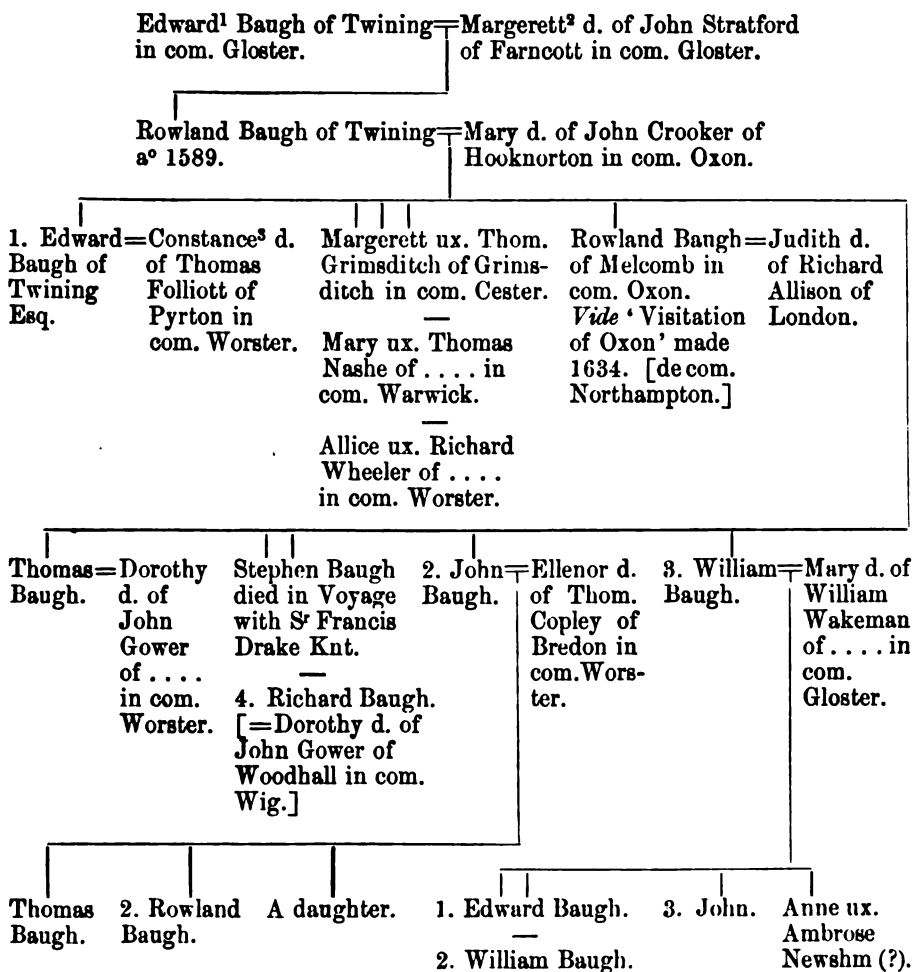 Edward¹ Baugh of Twining
in com. Gloster.
Margerett² d. of John Stratford
of Farncott in com. Gloster.
Rowland Baugh of Twining
aº 1589.
Mary d. of John Crooker of
Hooknorton in com. Oxon.
1. Edward=
Baugh of
Twining
Esq.
Constance³ d.
of Thomas
Folliott of
Pyrton in
com. Worster.
Margerett ux. Thom.
Grimsditch of Grims-
ditch in com. Cester.
—
Mary ux. Thomas
Nashe of . . . . in
com. Warwick.
—
Allice ux. Richard
Wheeler of . . . .
in com. Worster.
Rowland Baugh=
of Melcomb in
com. Oxon.
Vide ‘ Visitation
of Oxon’ made
1634. [de com.
Northampton.]
Judith d.
of Richard
Allison of
London.
Thomas=
Baugh.
Dorothy
d. of
John
Gower
of . . . .
in com.
Worster.
Stephen Baugh
died in Voyage
with Sʳ Francis
Drake Knt.
—
4. Richard Baugh.
[=Dorothy d. of
John Gower of
Woodhall in com.
Wig.]
2. John
Baugh.
Ellenor d.
of Thom.
Copley of
Bredon in
com. Wors-
ter.
3. William
Baugh.
Mary d. of
William
Wakeman
of . . . . in
com.
Gloster.
Thomas
Baugh.
2. Rowland
Baugh.
A daughter.
1. Edward Baugh.
—
2. William Baugh.
3. John.
Anne ux.
Ambrose
Newshm (?).